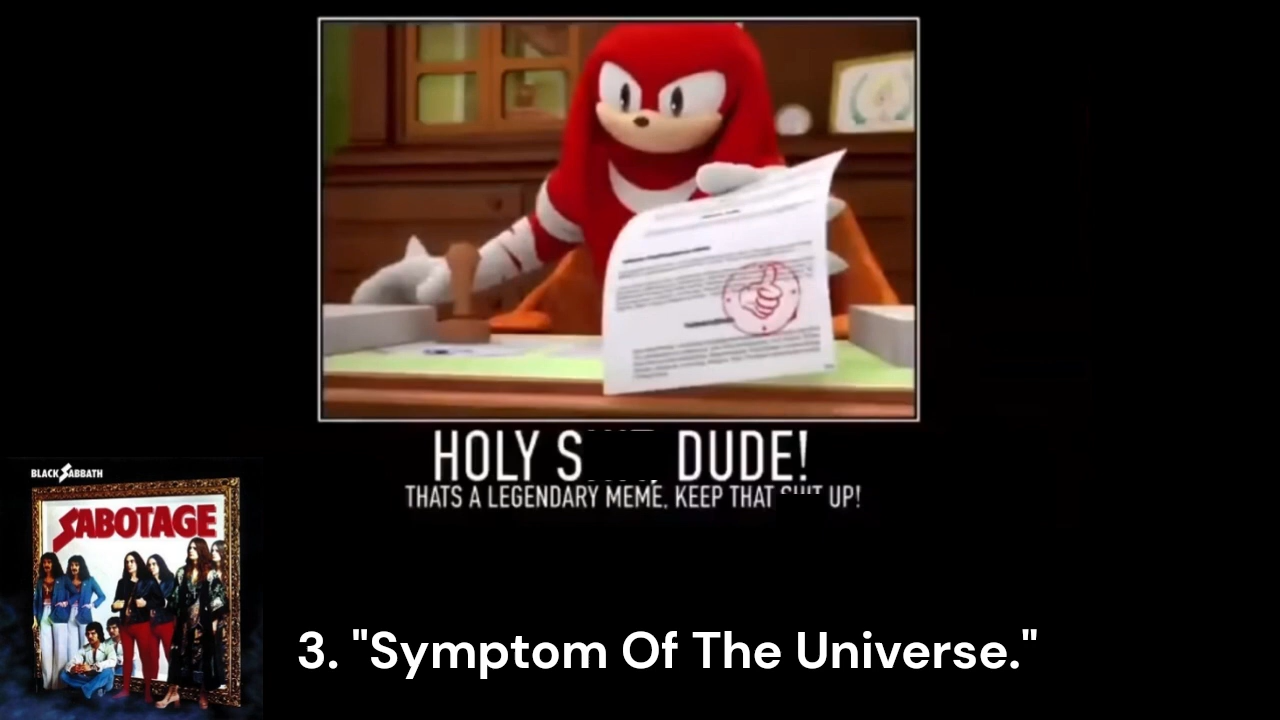 HOLY S DUDE!
THATS A LEGENDARY MEME, KEEP THAT UP!
BLACK SABBATH
SABOTAGE
3. "Symptom Of The Universe."